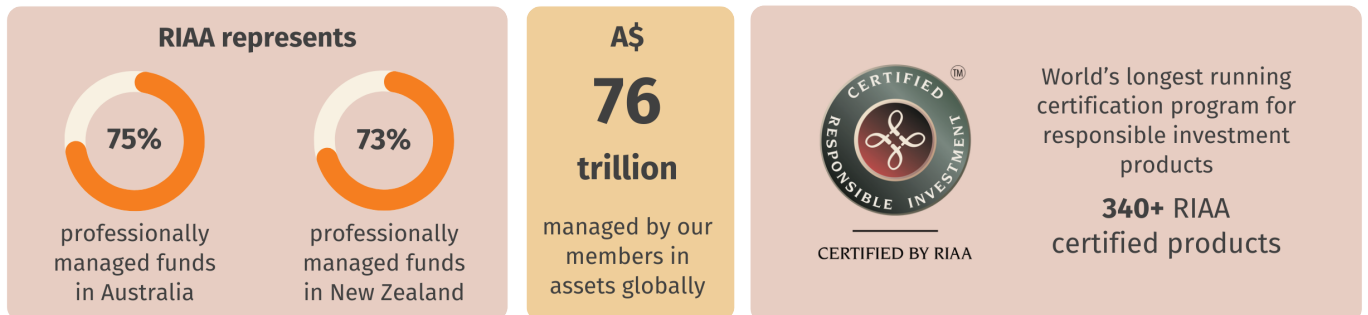 RIAA represents
75%
professionally
managed funds
in Australia
73%
professionally
managed funds
in New Zealand
A$
76
trillion
managed by our
members in
assets globally
CERTIFIED
RESPONSIBLE INVESTMENT
TM
CERTIFIED BY RIAA
World’s longest running
certification program for
responsible investment
products
340+ RIAA
certified products